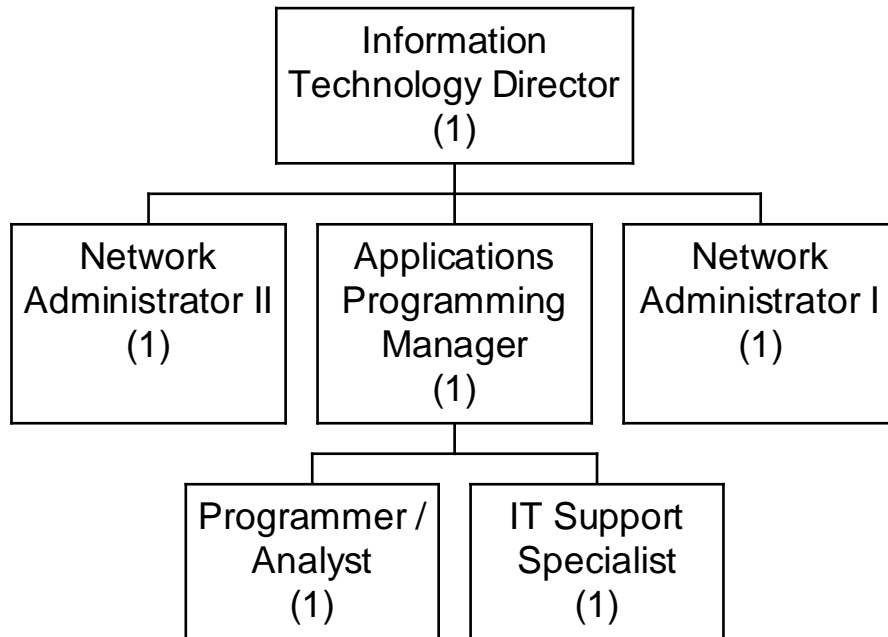 Information
Technology Director
(1)
Network
Administrator II
(1)
Applications
Programming
Manager
(1)
Network
Administrator I
(1)
Programmer /
Analyst
(1)
IT Support
Specialist
(1)